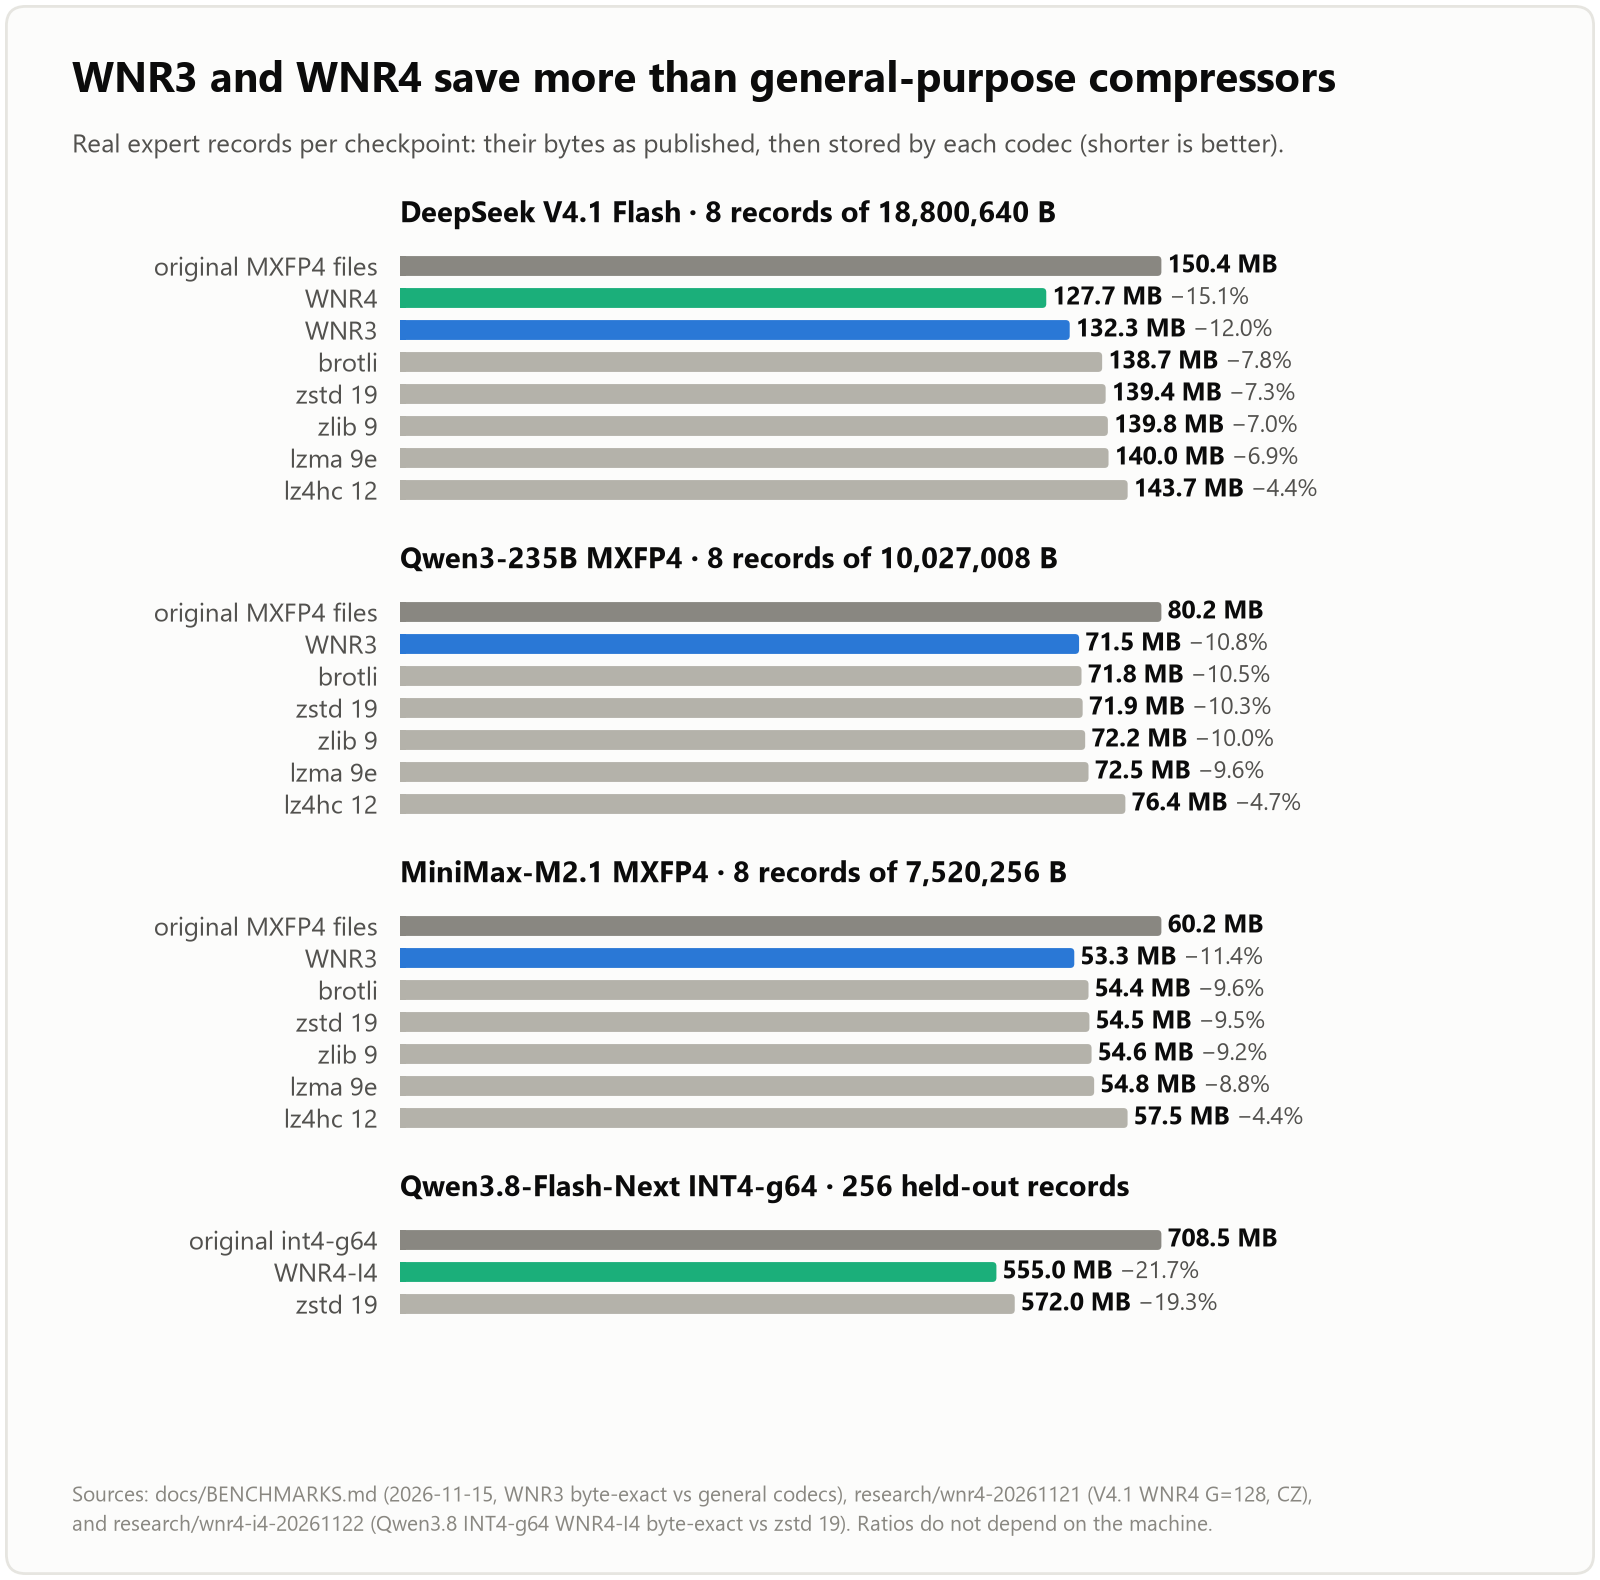 WNR3 and WNR4 save more than general-purpose compressors
Real expert records per checkpoint: their bytes as published, then stored by each codec (shorter is better).
DeepSeek V4.1 Flash · 8 records of 18,800,640 B
original MXFP4 files 150.4 MB
WNR4 127.7 MB −15.1%
WNR3 132.3 MB −12.0%
brotli 138.7 MB −7.8%
zstd 19 139.4 MB −7.3%
zlib 9 139.8 MB −7.0%
lzma 9e 140.0 MB −6.9%
lz4hc 12 143.7 MB −4.4%
Qwen3-235B MXFP4 · 8 records of 10,027,008 B
original MXFP4 files 80.2 MB
WNR3 71.5 MB −10.8%
brotli 71.8 MB −10.5%
zstd 19 71.9 MB −10.3%
zlib 9 72.2 MB −10.0%
lzma 9e 72.5 MB −9.6%
lz4hc 12 76.4 MB −4.7%
MiniMax-M2.1 MXFP4 · 8 records of 7,520,256 B
original MXFP4 files 60.2 MB
WNR3 53.3 MB −11.4%
brotli 54.4 MB −9.6%
zstd 19 54.5 MB −9.5%
zlib 9 54.6 MB −9.2%
lzma 9e 54.8 MB −8.8%
lz4hc 12 57.5 MB −4.4%
Qwen3.8-Flash-Next INT4-g64 · 256 held-out records
original int4-g64 708.5 MB
WNR4-I4 555.0 MB −21.7%
zstd 19 572.0 MB −19.3%
Sources: docs/BENCHMARKS.md (2026-11-15, WNR3 byte-exact vs general codecs), research/wnr4-20261121 (V4.1 WNR4 G=128, CZ),
and research/wnr4-i4-20261122 (Qwen3.8 INT4-g64 WNR4-I4 byte-exact vs zstd 19). Ratios do not depend on the machine.